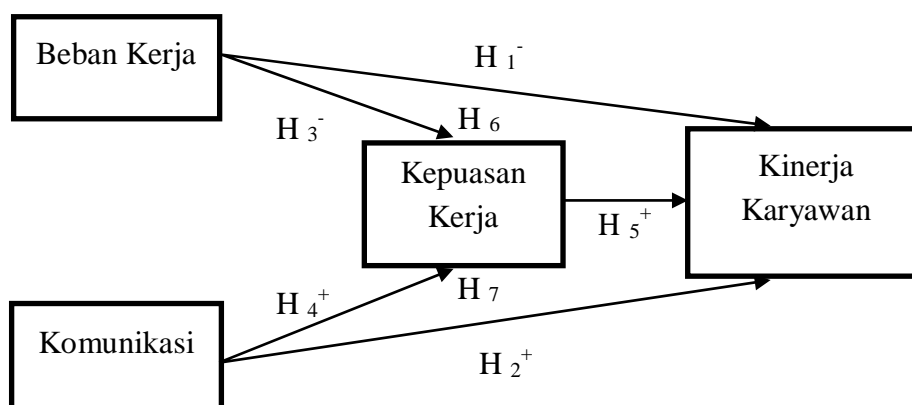 Beban Kerja
H 1-
H 3-
H 6
Kepuasan
Kerja
Kinerja
Karyawan
H 5+
H 4+
H 7
Komunikasi
H 2+